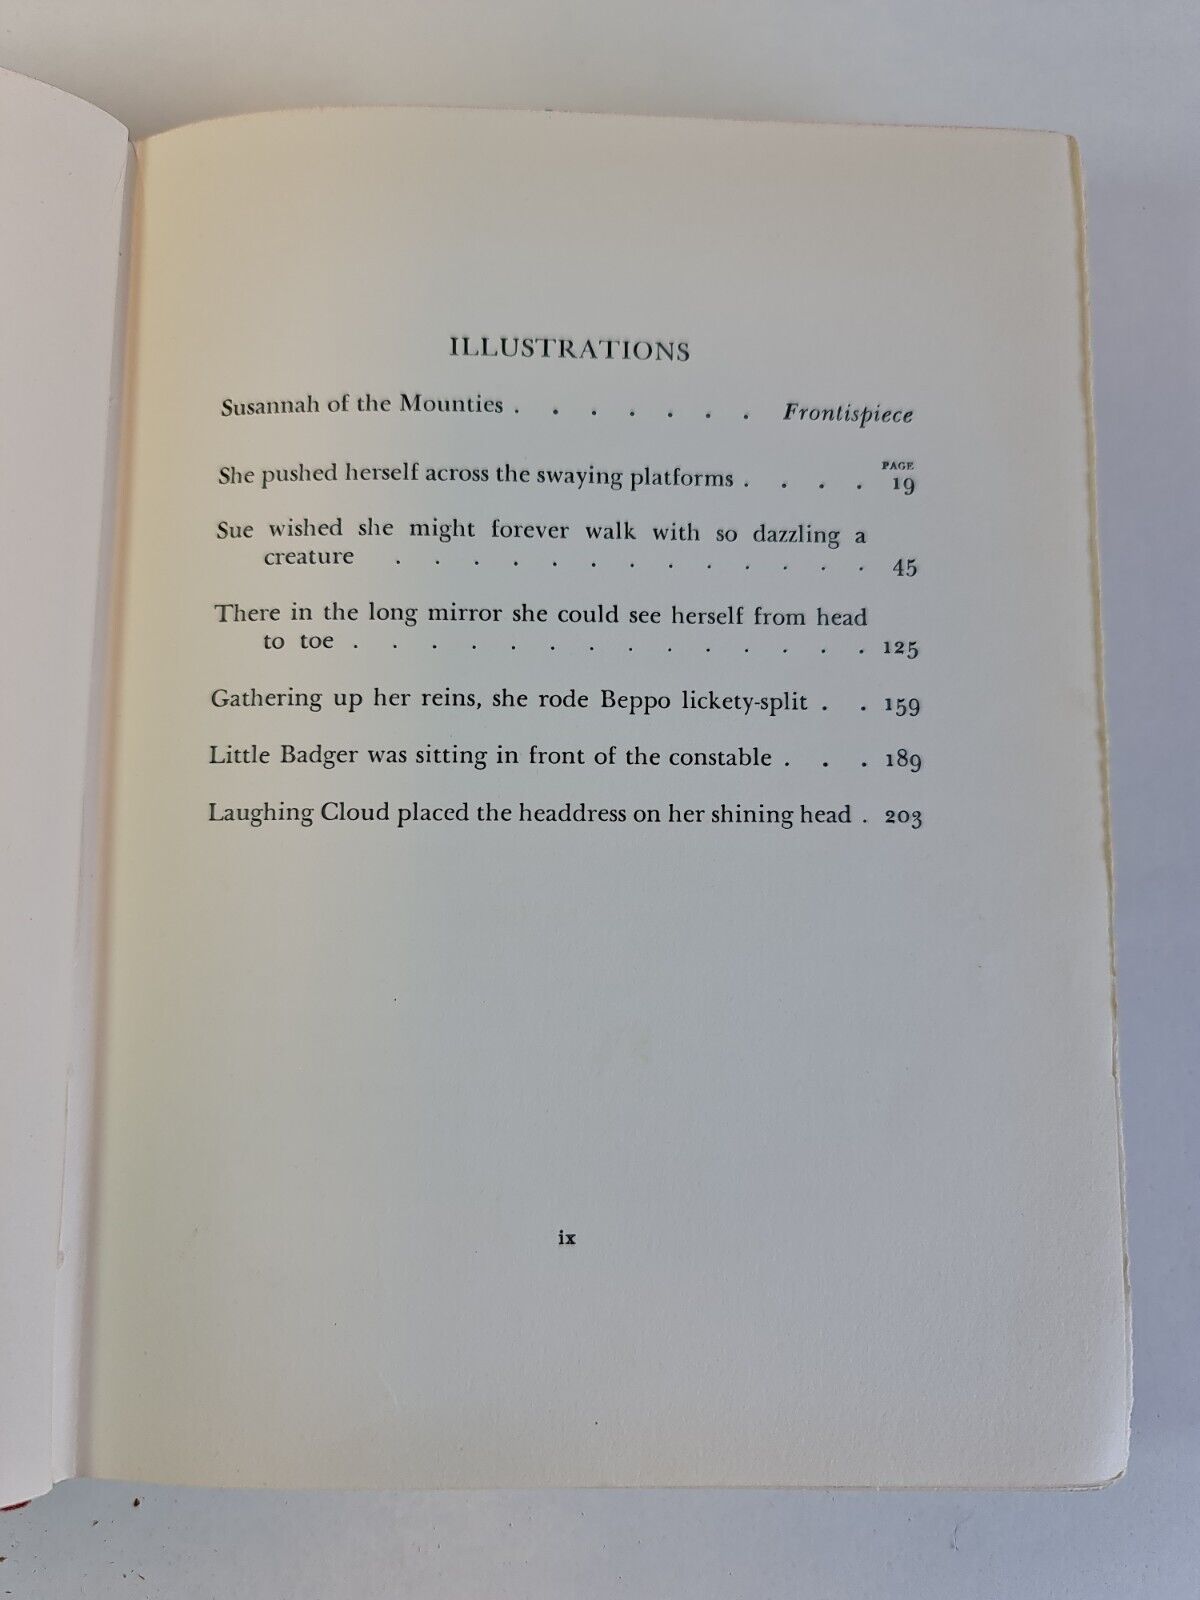 ILLUSTRATIONS
Susannah of the Mounties . . . . . . . Frontispiece
PAGE
She pushed herself across the swaying platforms . . . . 19
Sue wished she might forever walk with so dazzling a
creature . . . . . . . . . . . . . 45
There in the long mirror she could see herself from head
to toe . . . . . . . . . . . . . . 125
Gathering up her reins, she rode Beppo lickety-split . . 159
Little Badger was sitting in front of the constable . . . 189
Laughing Cloud placed the headdress on her shining head . 203
ix